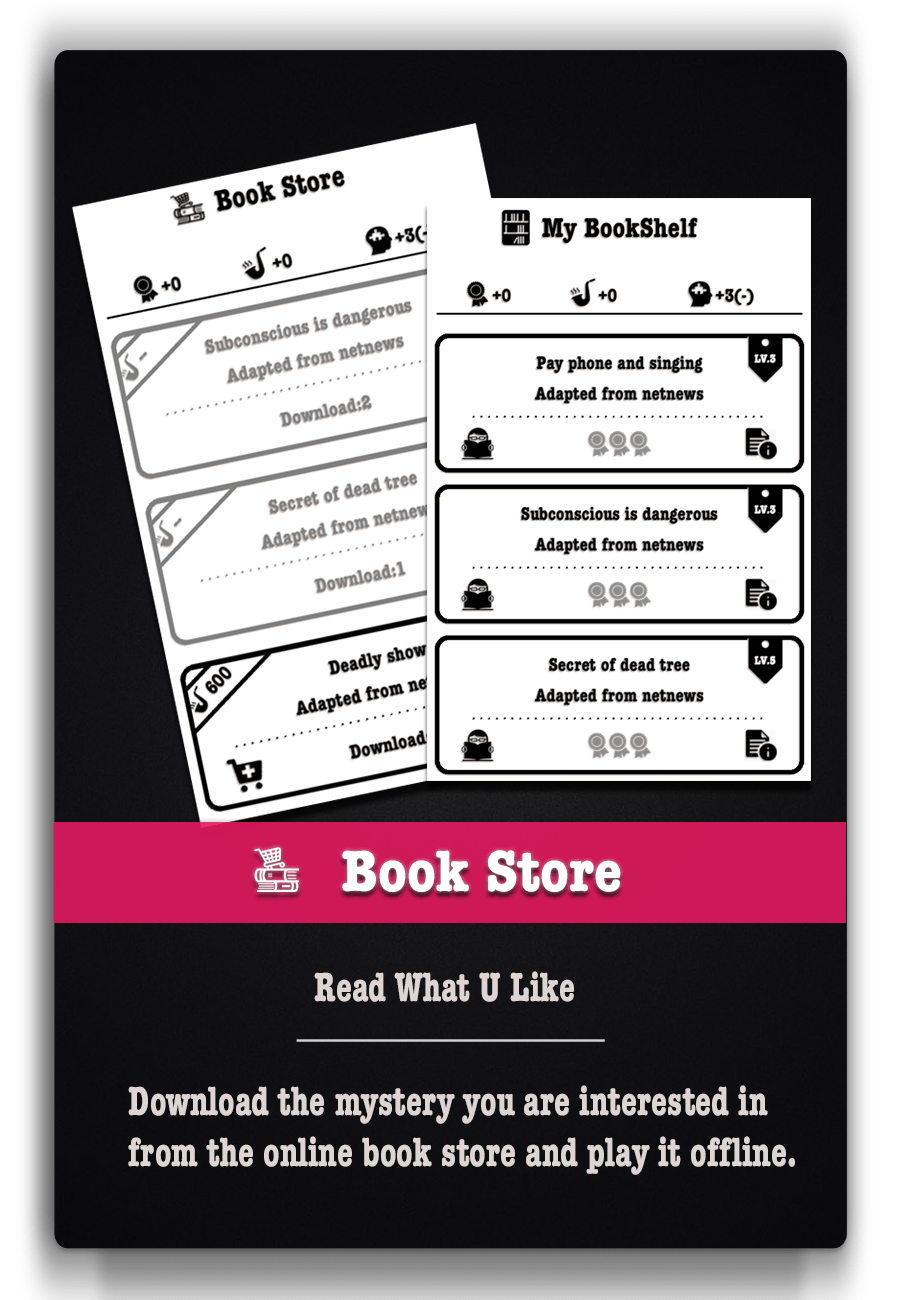 Book Store
+0
+0
+3(-
Subconscious is dangerous
Adapted from netnews
Download:2
Secret of dead tree
Adapted from netnew
Download:1
600
Deadly show
Adapted from ne
Download:
My BookShelf
+0
+0
+3(-)
Pay phone and singing
LV.3
Adapted from netnews
Subconscious is dangerous
LV.3
Adapted from netnews
Secret of dead tree
LV.5
Adapted from netnews
Book Store
Read What U Like
Download the mystery you are interested in
from the online book store and play it offline.